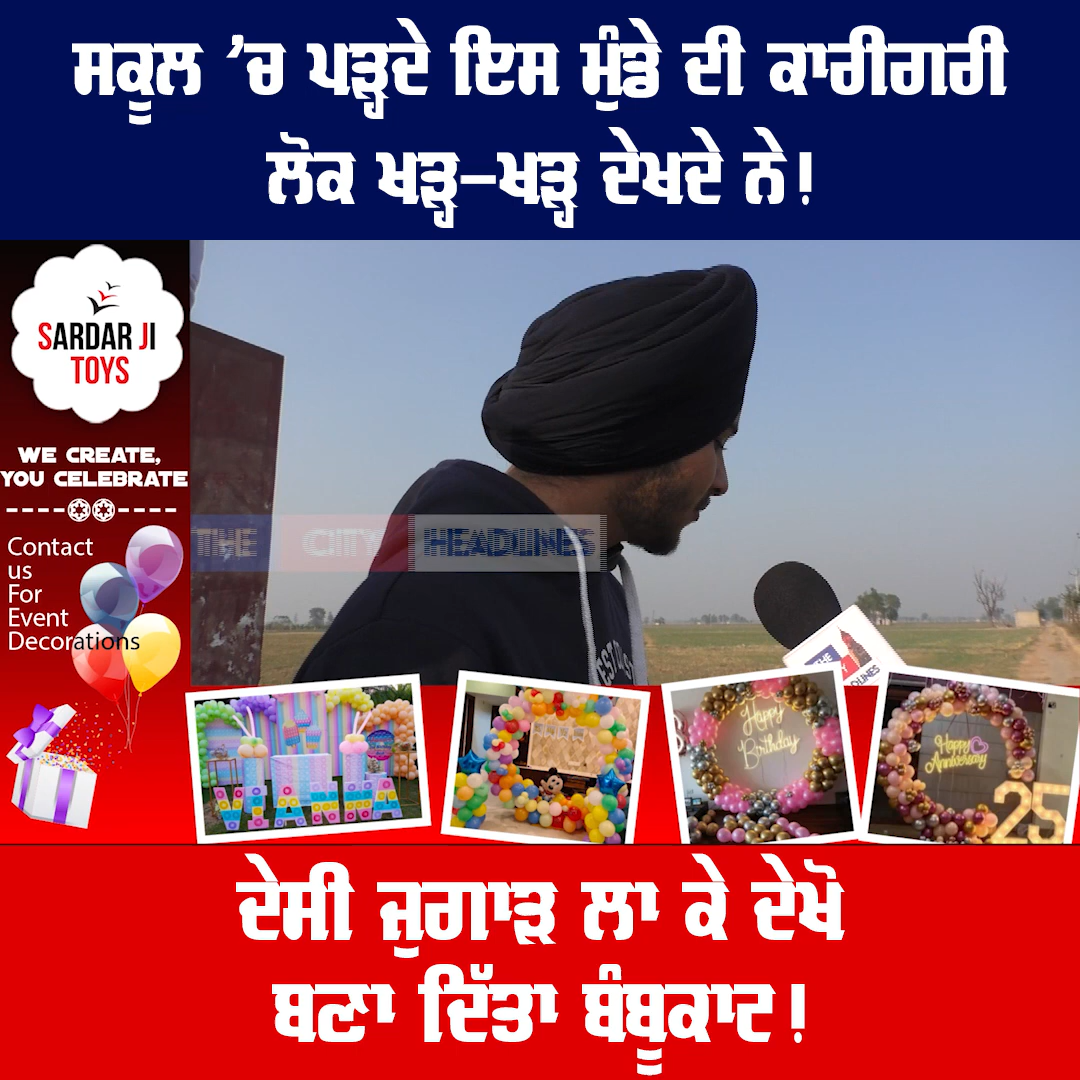 ਸਕੂਲ ’ਚ ਪੜ੍ਹਦੇ ਇਸ ਮੁੰਡੇ ਦੀ ਕਾਰੀਗਰੀ
ਲੋਕ ਖੜ੍ਹ-ਖੜ੍ਹ ਦੇਖਦੇ ਨੇ!
SARDAR JI
TOYS
WE CREATE,
YOU CELEBRATE
Contact
us
For
Event
Decorations
THE CITY HEADLINES
THE
Happy
Birthday
Happy
Anniversary
25
ਦੇਸੀ ਜੁਗਾੜ ਲਾ ਕੇ ਦੇਖੋ
ਬਣਾ ਦਿੱਤਾ ਬੰਬੂਕਾਟ!